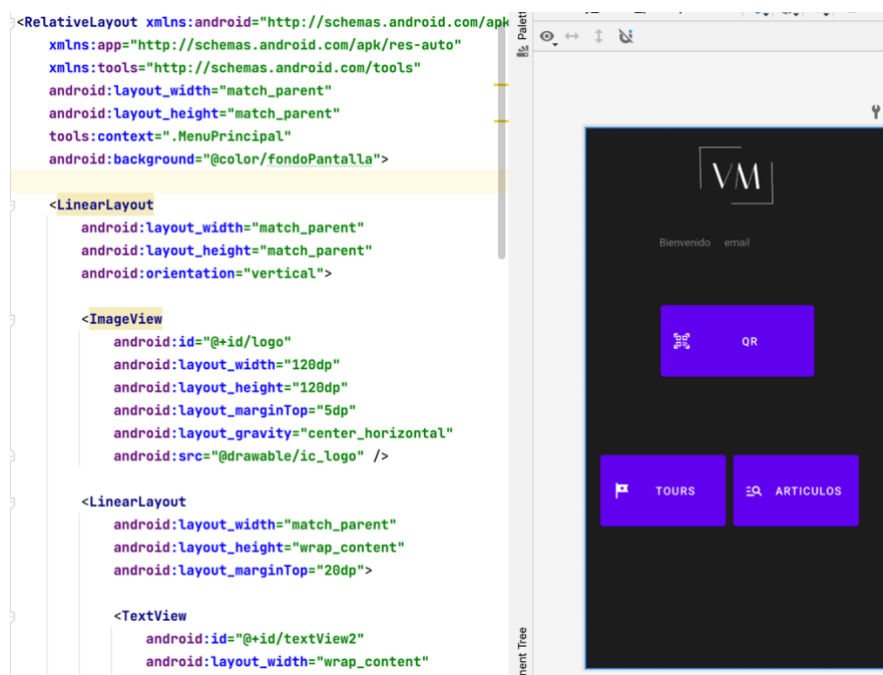 <RelativeLayout xmlns:android="http://schemas.android.com/apk
xmlns:app="http://schemas.android.com/apk/res-auto"
xmlns:tools="http://schemas.android.com/tools"
android:layout_width="match_parent"
android:layout_height="match_parent"
tools:context=".MenuPrincipal"
android:background="@color/fondoPantalla">
<LinearLayout
android:layout_width="match_parent"
android:layout_height="match_parent"
android:orientation="vertical">
<ImageView
android:id="@+id/logo"
android:layout_width="120dp"
android:layout_height="120dp"
android:layout_marginTop="5dp"
android:layout_gravity="center_horizontal"
android:src="@drawable/ic_logo" />
<LinearLayout
android:layout_width="match_parent"
android:layout_height="wrap_content"
android:layout_marginTop="20dp">
<TextView
android:id="@+id/textView2"
android:layout_width="wrap_content"
Palett
nent Tree
VM
Bienvenido email
QR
TOURS
ARTICULOS